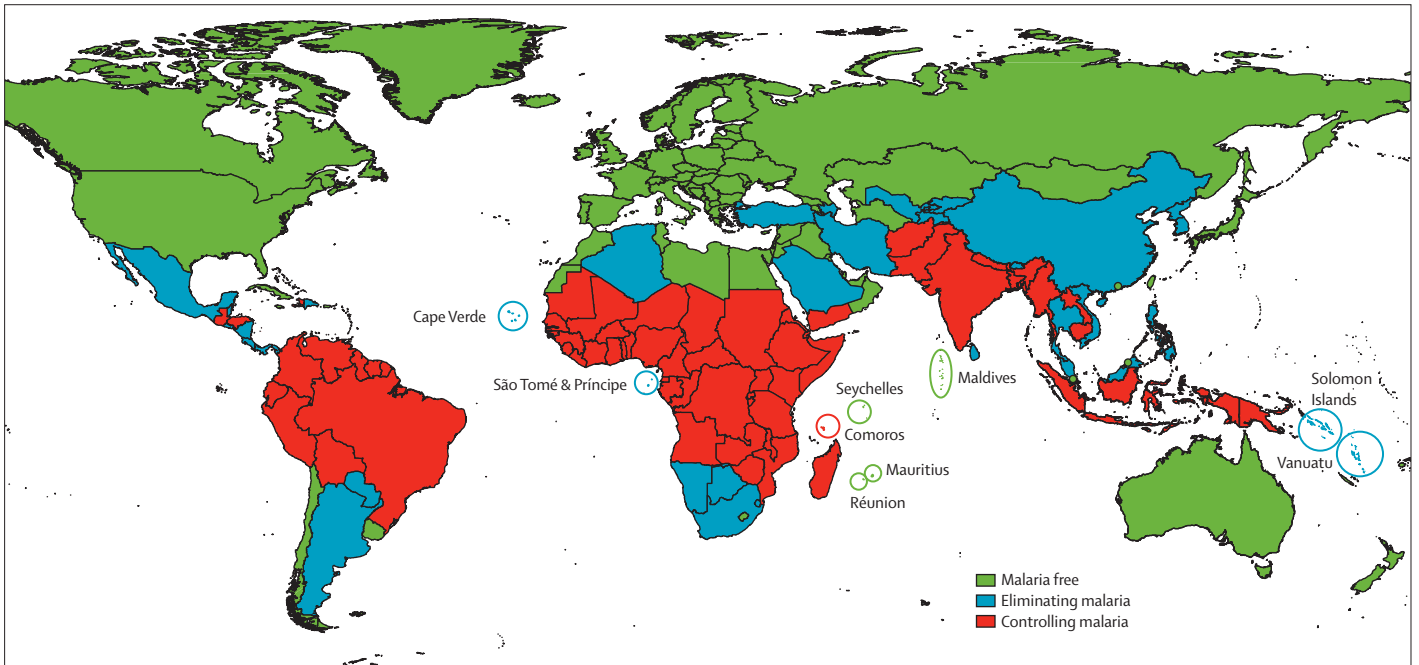 Cape Verde
São Tomé & Príncipe
Seychelles
Comoros
Maldives
Mauritius
Réunion
Solomon
Islands
Vanuatu
Malaria free
Eliminating malaria
Controlling malaria